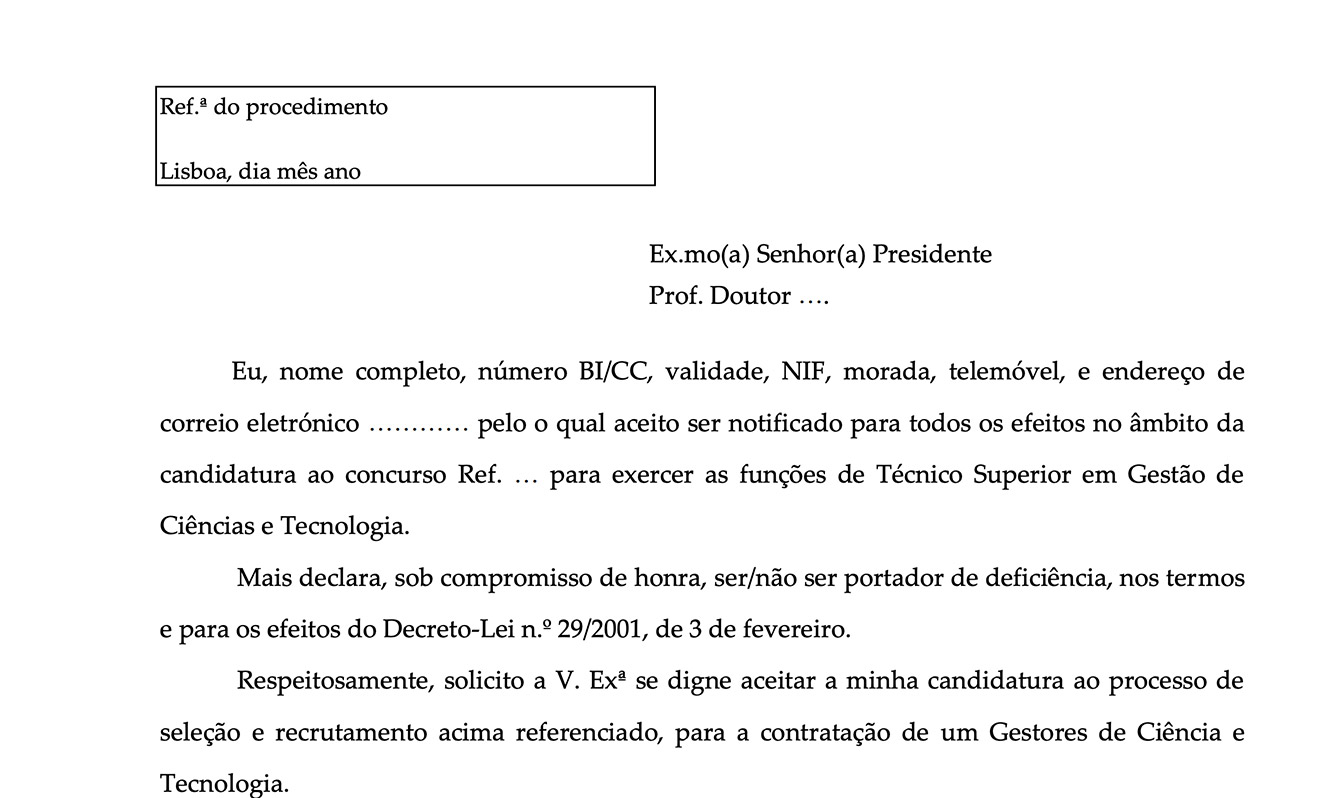 Ref.ª do procedimento
Lisboa, dia mês ano
Ex.mo(a) Senhor(a) Presidente
Prof. Doutor ….
Eu, nome completo, número BI/CC, validade, NIF, morada, telemóvel, e endereço de
correio eletrónico ………… pelo o qual aceito ser notificado para todos os efeitos no âmbito da
candidatura ao concurso Ref. … para exercer as funções de Técnico Superior em Gestão de
Ciências e Tecnologia.
Mais declara, sob compromisso de honra, ser/não ser portador de deficiência, nos termos
e para os efeitos do Decreto-Lei n.º 29/2001, de 3 de fevereiro.
Respeitosamente, solicito a V. Exª se digne aceitar a minha candidatura ao processo de
seleção e recrutamento acima referenciado, para a contratação de um Gestores de Ciência e
Tecnologia.